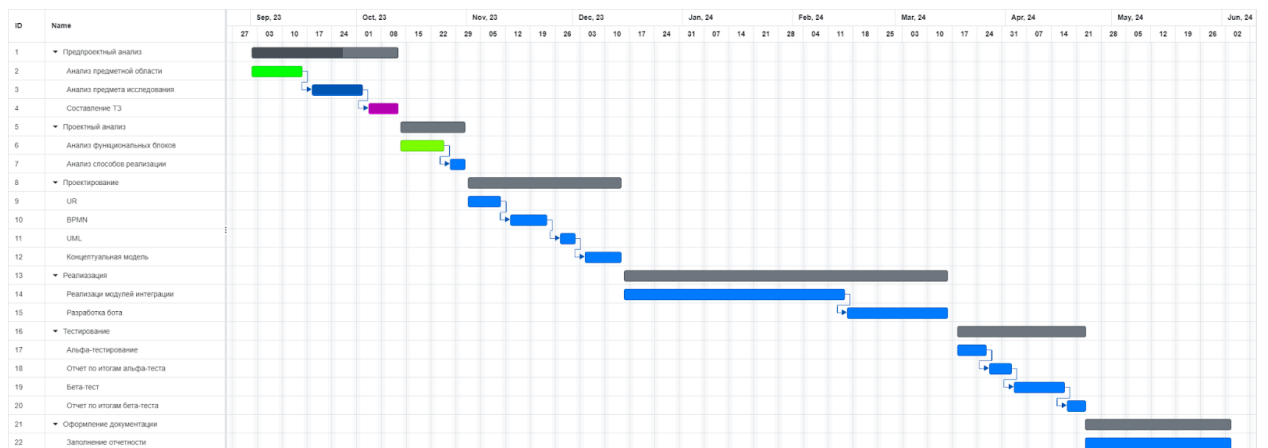 ID Name Sep, 23 Oct, 23 Nov, 23 Dec, 23 Jan, 24 Feb, 24 Mar, 24 Apr, 24 May, 24 Jun, 24
27 03 10 17 24 01 08 15 22 29 05 12 19 26 03 10 17 24 31 07 14 21 28 04 11 18 25 03 10 17 24 31 07 14 21 28 05 12 19 26 02
1 Предпроектный анализ
2 Анализ предметной области
3 Анализ предмета исследования
4 Составление ТЗ
5 Проектный анализ
6 Анализ функциональных блоков
7 Анализ способов реализации
8 Проектирование
9 UR
10 BPMN
11 UML
12 Концептуальная модель
13 Реализация
14 Реализаци модулей интеграции
15 Разработка бота
16 Тестирование
17 Альфа-тестирование
18 Отчет по итогам альфа-теста
19 Бета-тест
20 Отчет по итогам бета-теста
21 Оформление документации
22 Заполнение отчетности